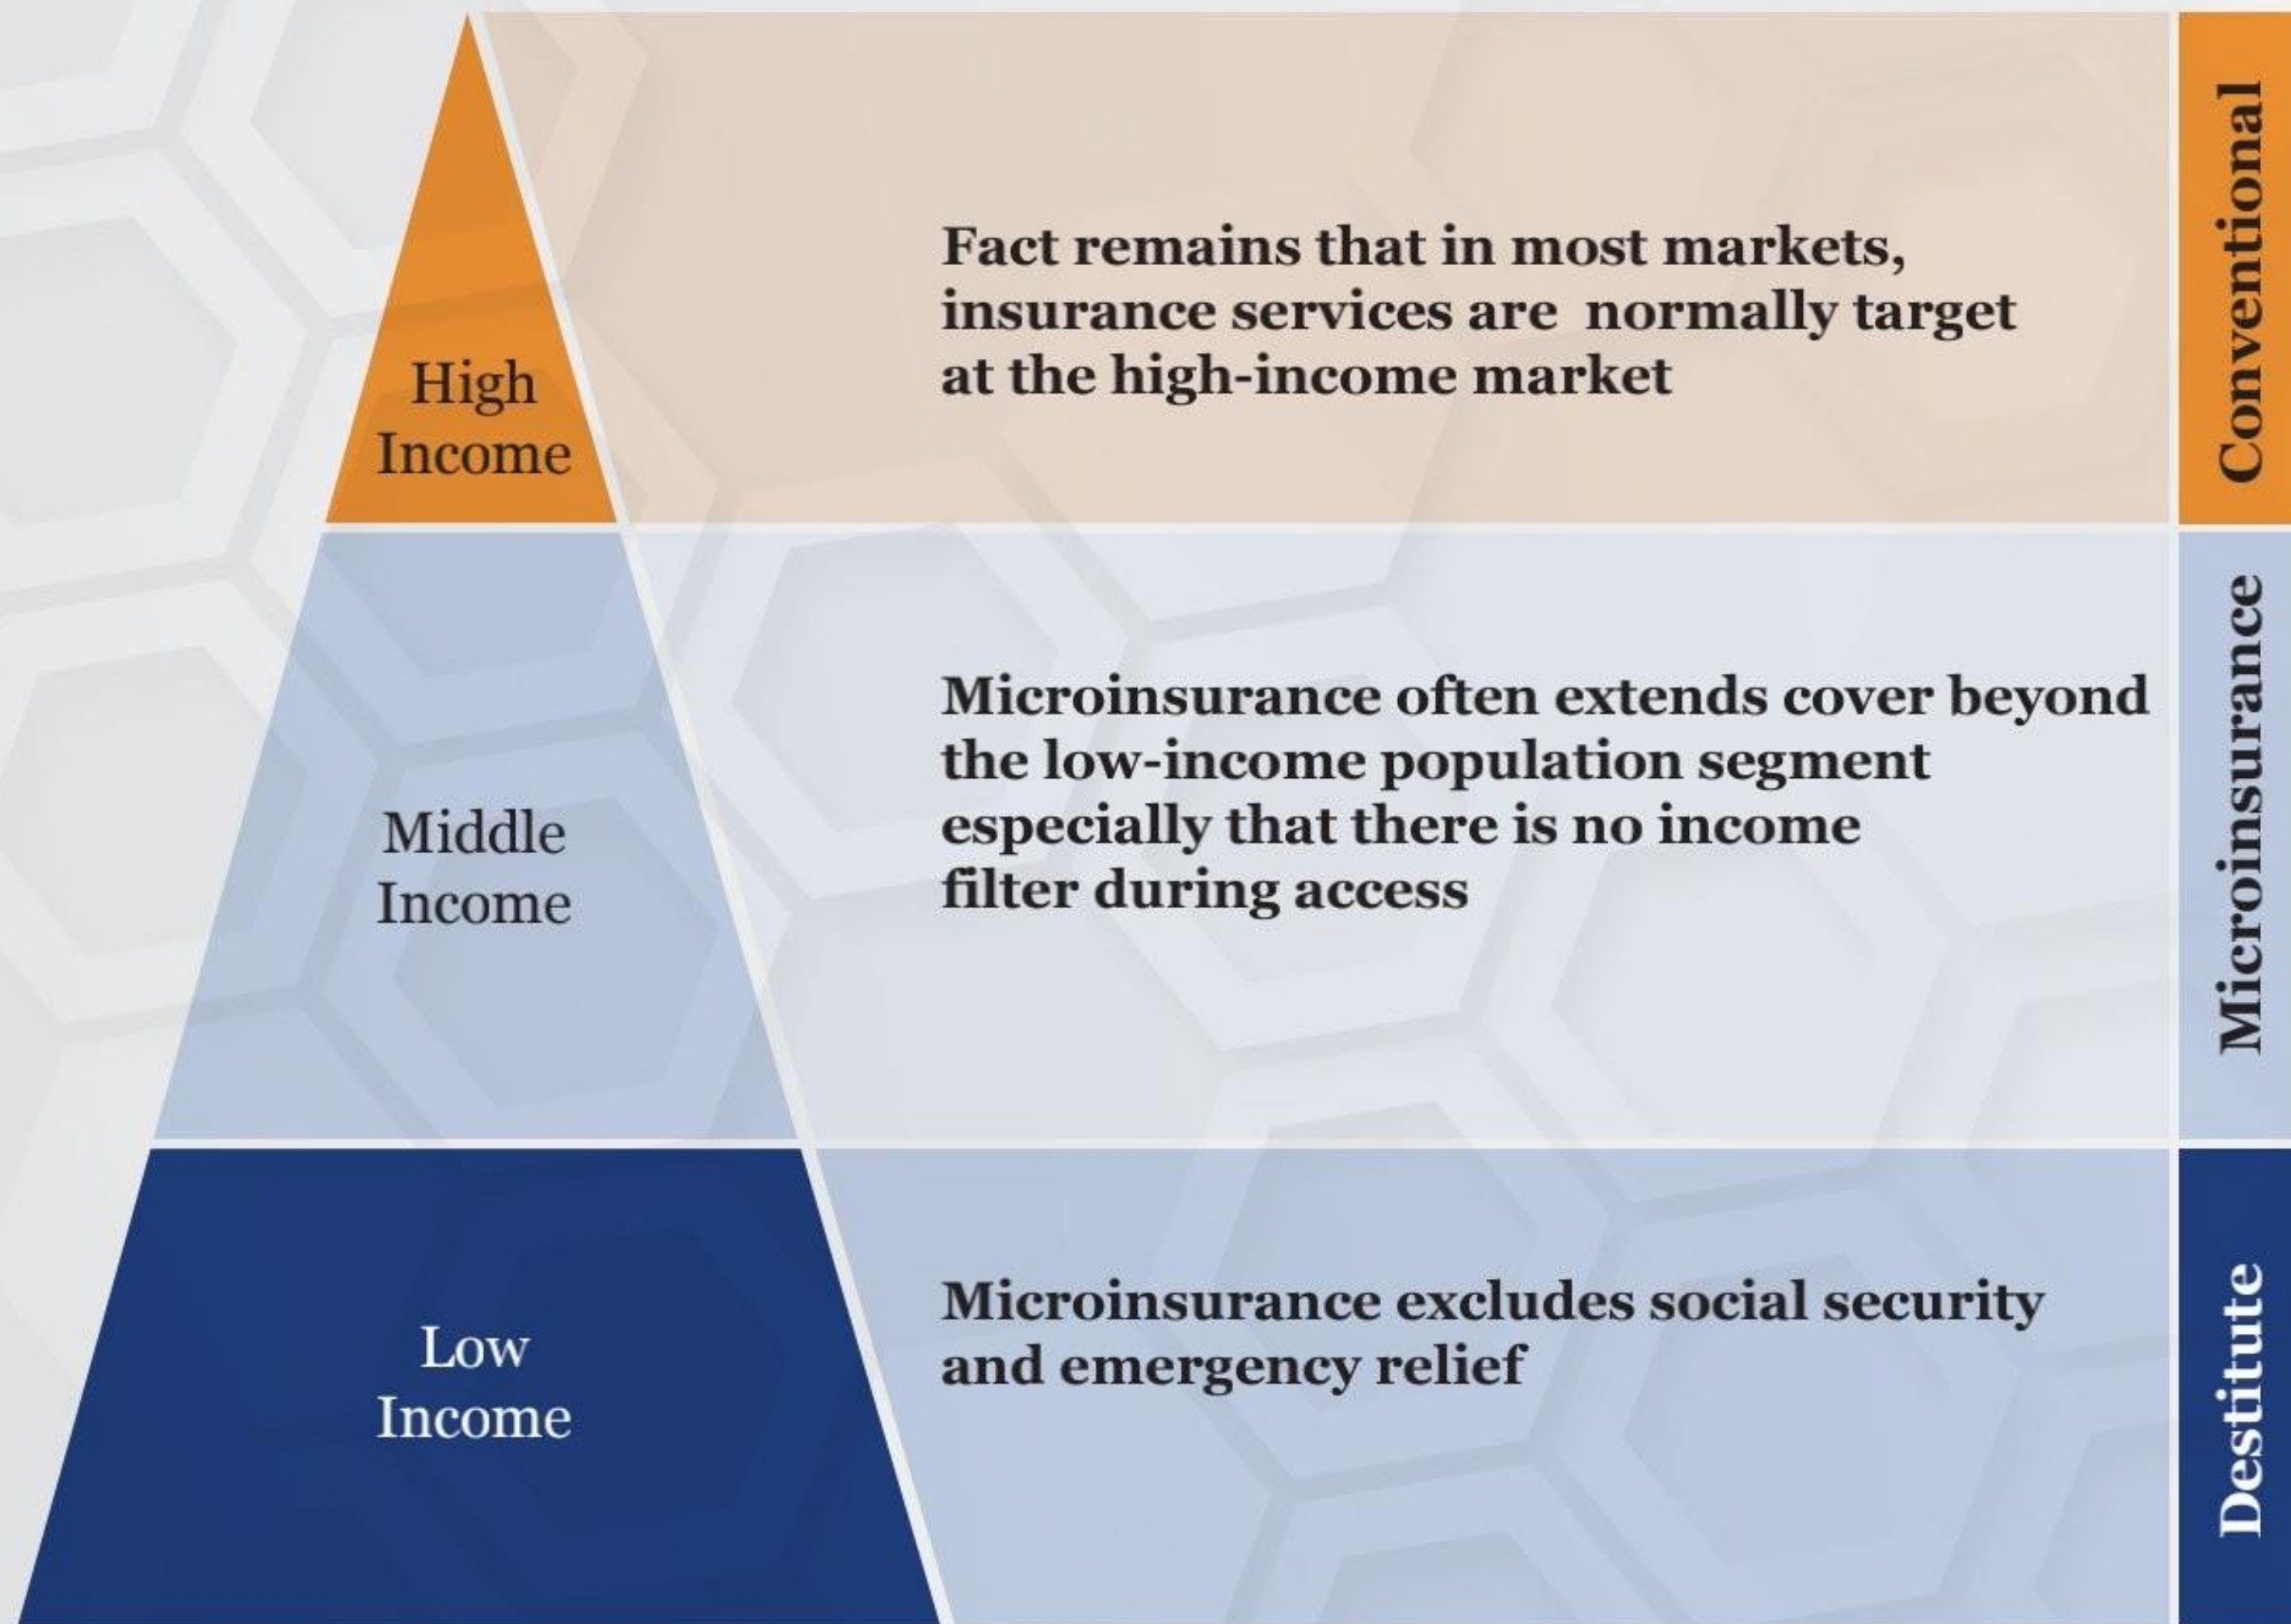 High
Income
Fact remains that in most markets,
insurance services are normally target
at the high-income market
Conventional
Middle
Income
Microinsurance often extends cover beyond
the low-income population segment
especially that there is no income
filter during access
Microinsurance
Low
Income
Microinsurance excludes social security
and emergency relief
Destitute